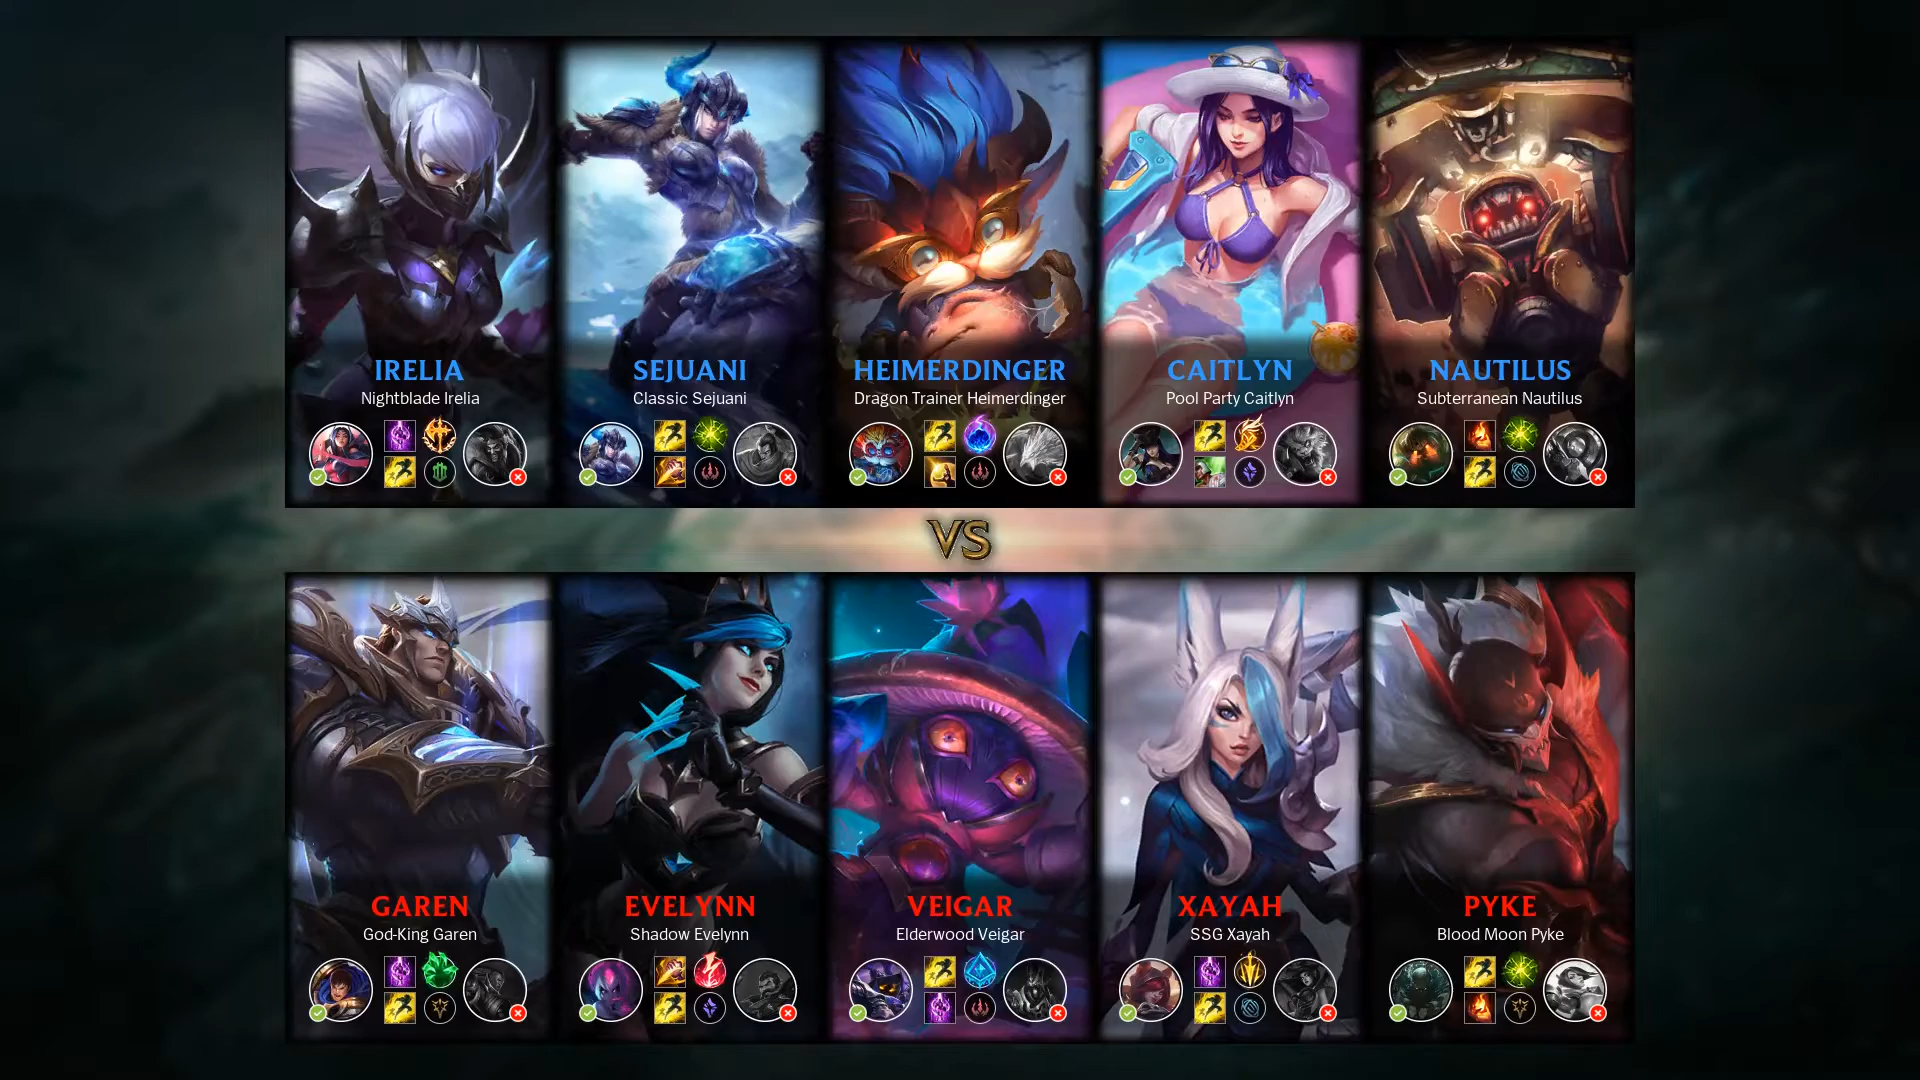 IRELIA
Nightblade Irelia
SEJUANI
Classic Sejuani
HEIMERDINGER
Dragon Trainer Heimerdinger
CAITLYN
Pool Party Caitlyn
NAUTILUS
Subterranean Nautilus
VS
GAREN
God-King Garen
EVELYNN
Shadow Evelynn
VEIGAR
Elderwood Veigar
XAYAH
SSG Xayah
PYKE
Blood Moon Pyke